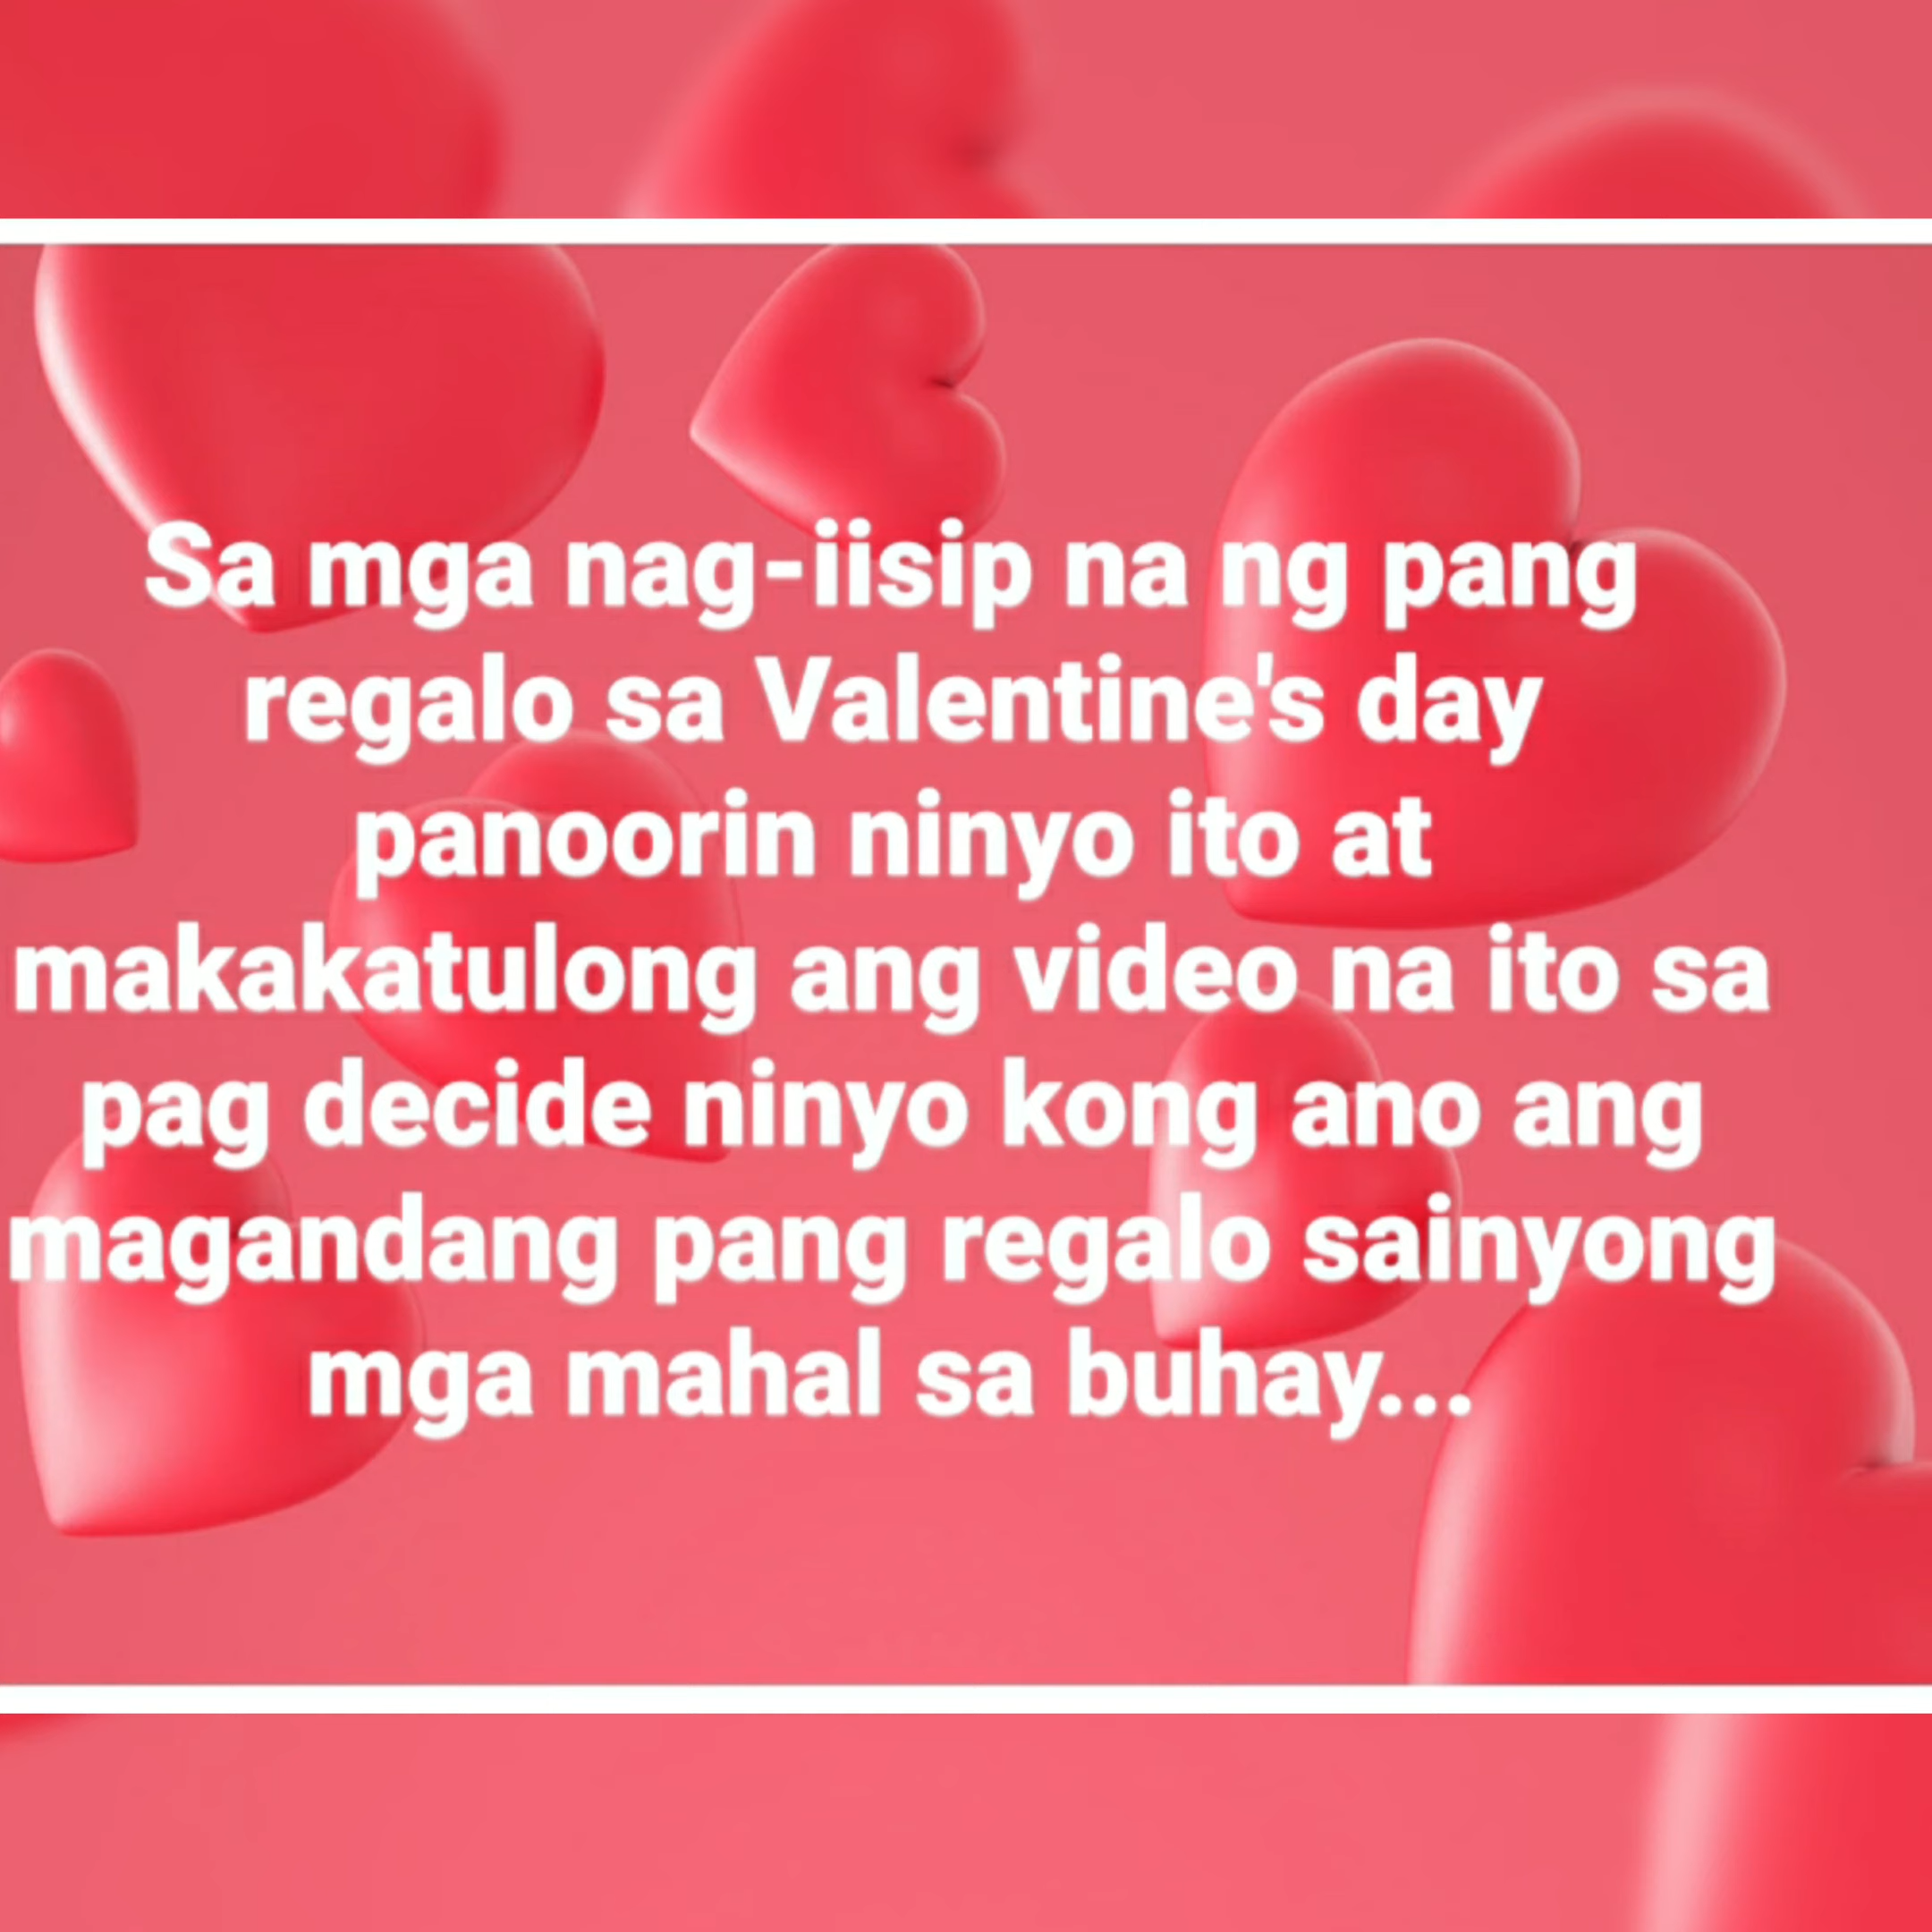 Sa mga nag-iisip na ng pang
regalo sa Valentine's day
panoorin ninyo ito at
makakatulong ang video na ito sa
pag decide ninyo kong ano ang
magandang pang regalo sainyong
mga mahal sa buhay...